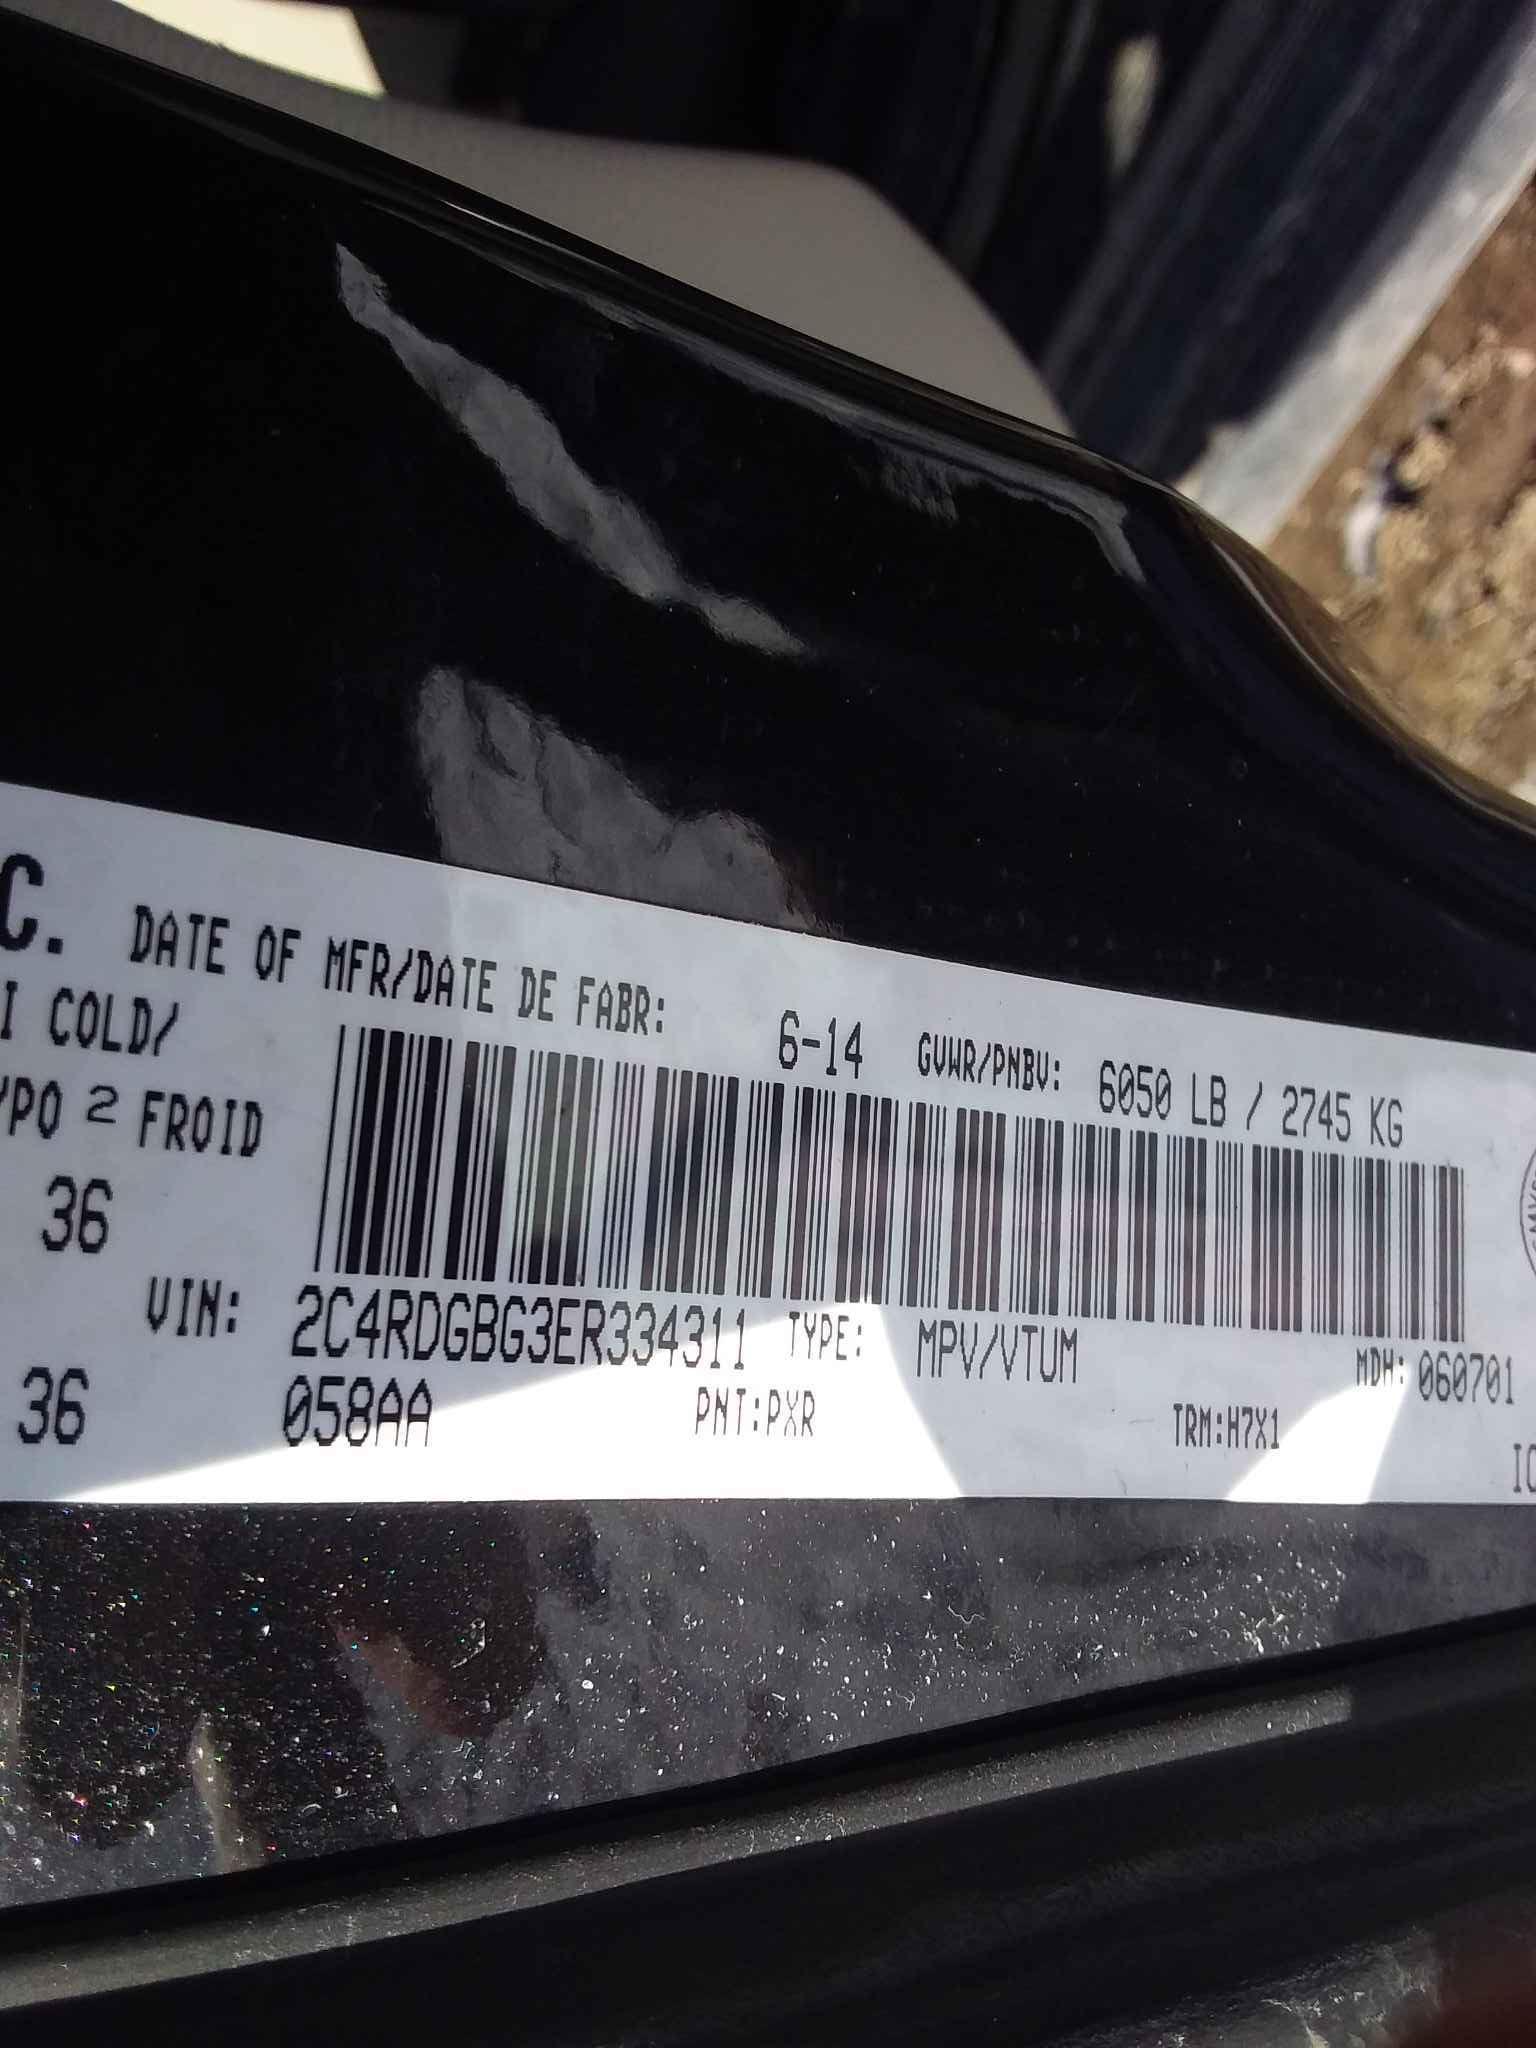 C. DATE OF MFR/DATE DE FABR: 6-14 GVWR/PNBV: 6050 LB / 2745 KG
I COLD/
PO 2 FROID
36
VIN: 2C4RDGBG3ER334311 TYPE: MPV/VTUM MDH: 060701
36 058AA PNT:PXR TRM:H7X1